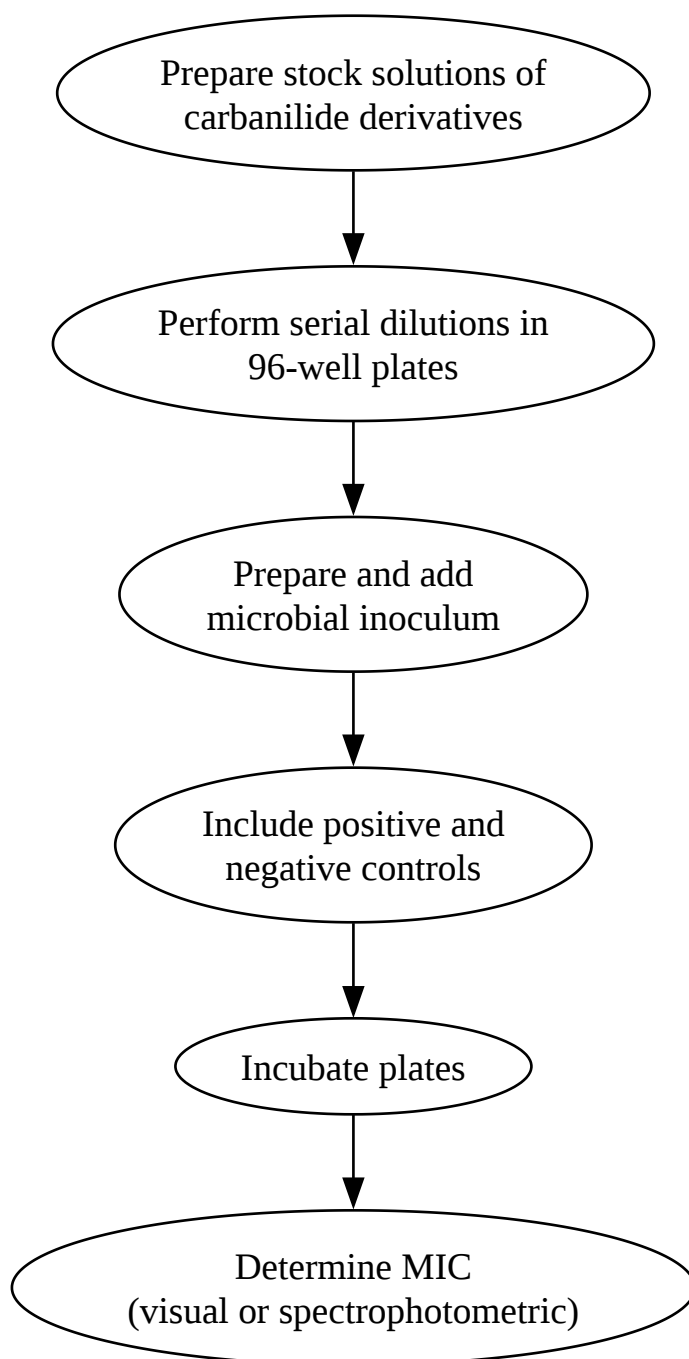 Prepare stock solutions of
carbanilide derivatives
Perform serial dilutions in
96-well plates
Prepare and add
microbial inoculum
Include positive and
negative controls
Incubate plates
Determine MIC
(visual or spectrophotometric)